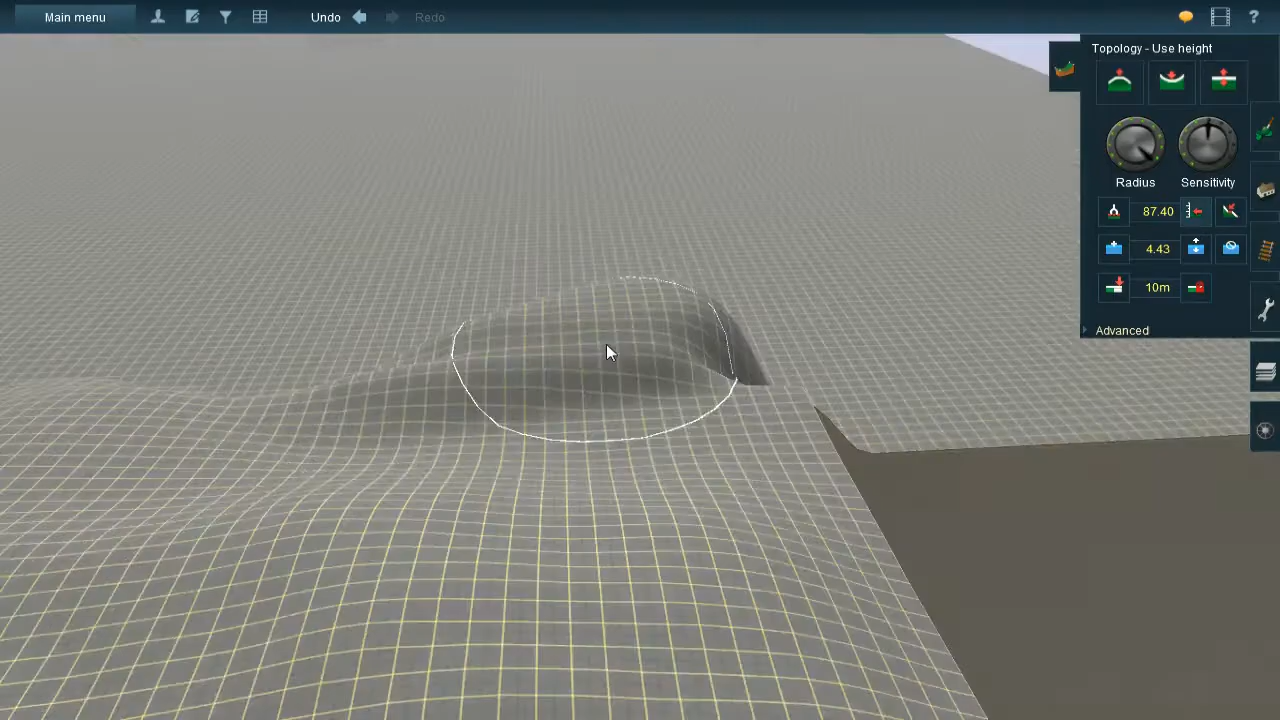 Main menu Undo Redo ?
Topology - Use height
Radius Sensitivity
87.40
4.43
10m
Advanced